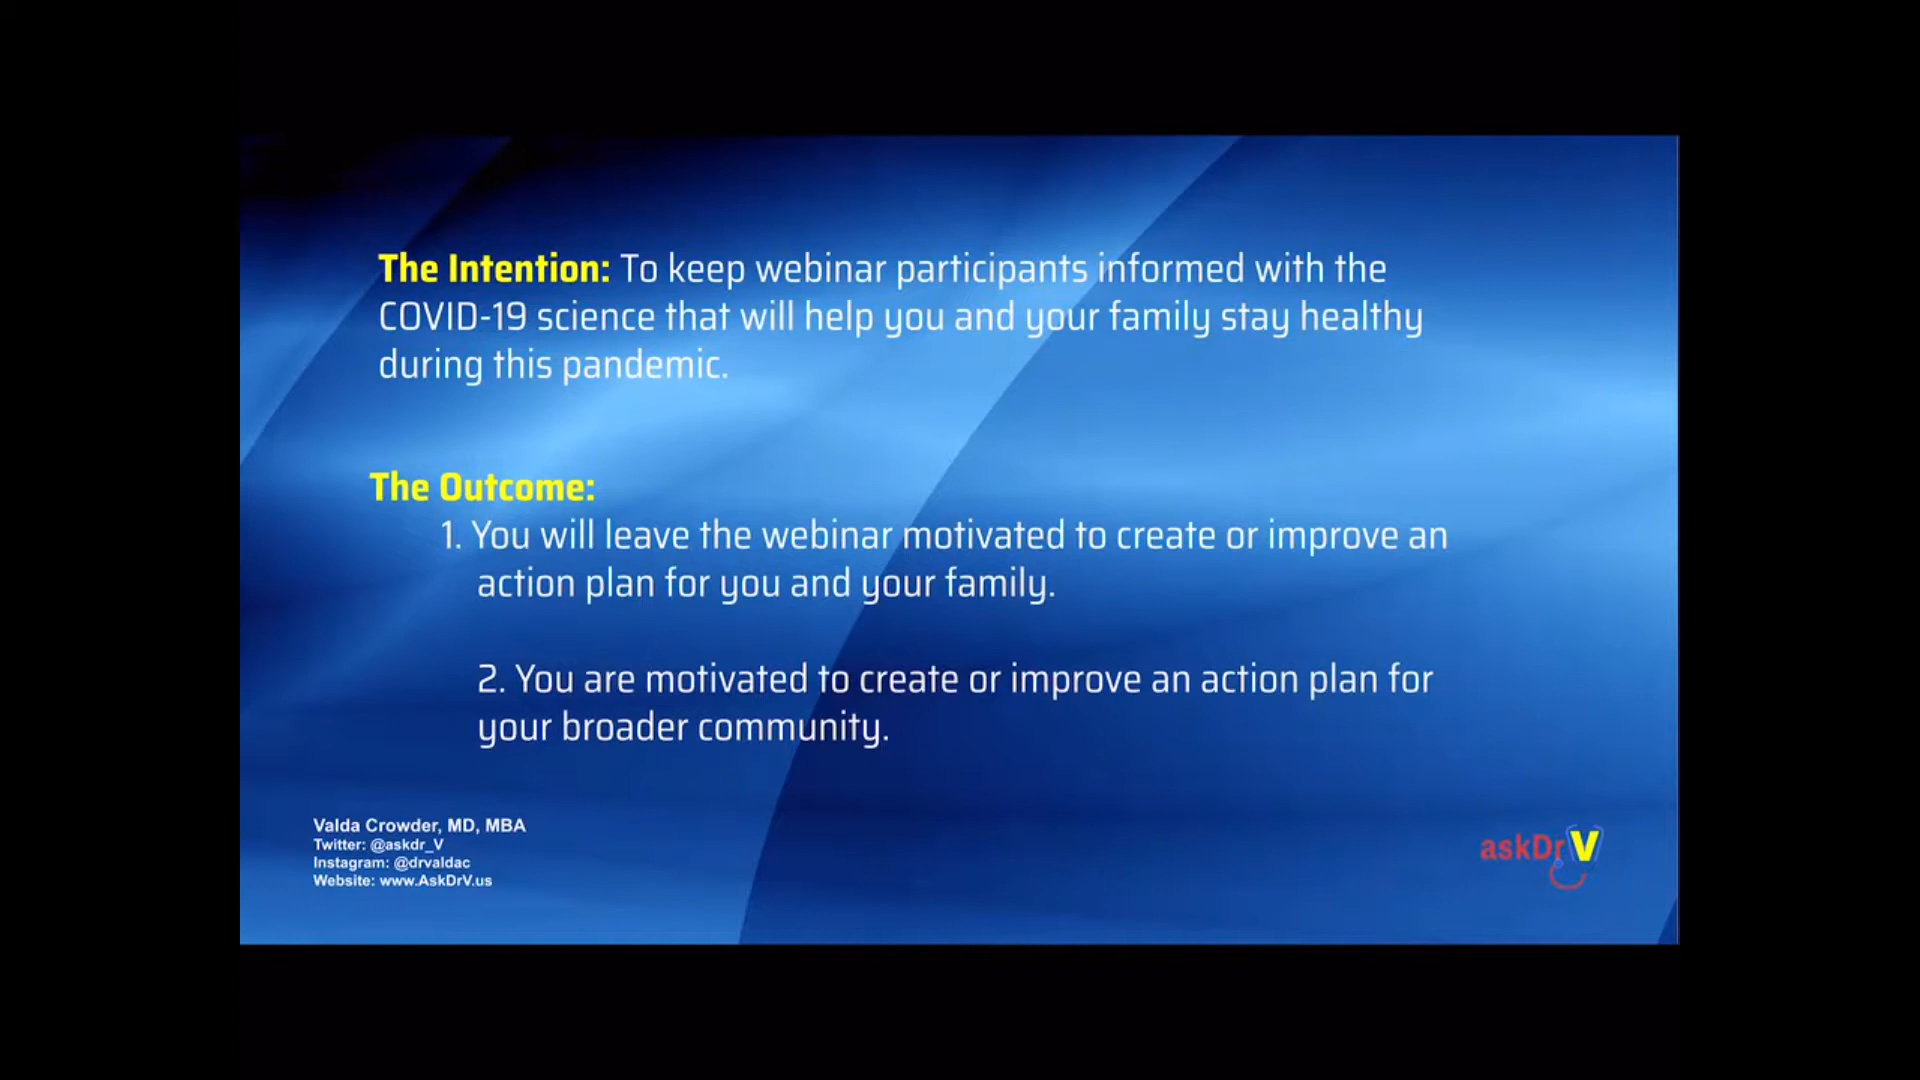 The Intention: To keep webinar participants informed with the
COVID-19 science that will help you and your family stay healthy
during this pandemic.
The Outcome:
1. You will leave the webinar motivated to create or improve an
action plan for you and your family.
2. You are motivated to create or improve an action plan for
your broader community.
Valda Crowder, MD, MBA
Twitter: @askdr_V
Instagram: @drvaldac
Website: www.AskDrV.us
askDrV